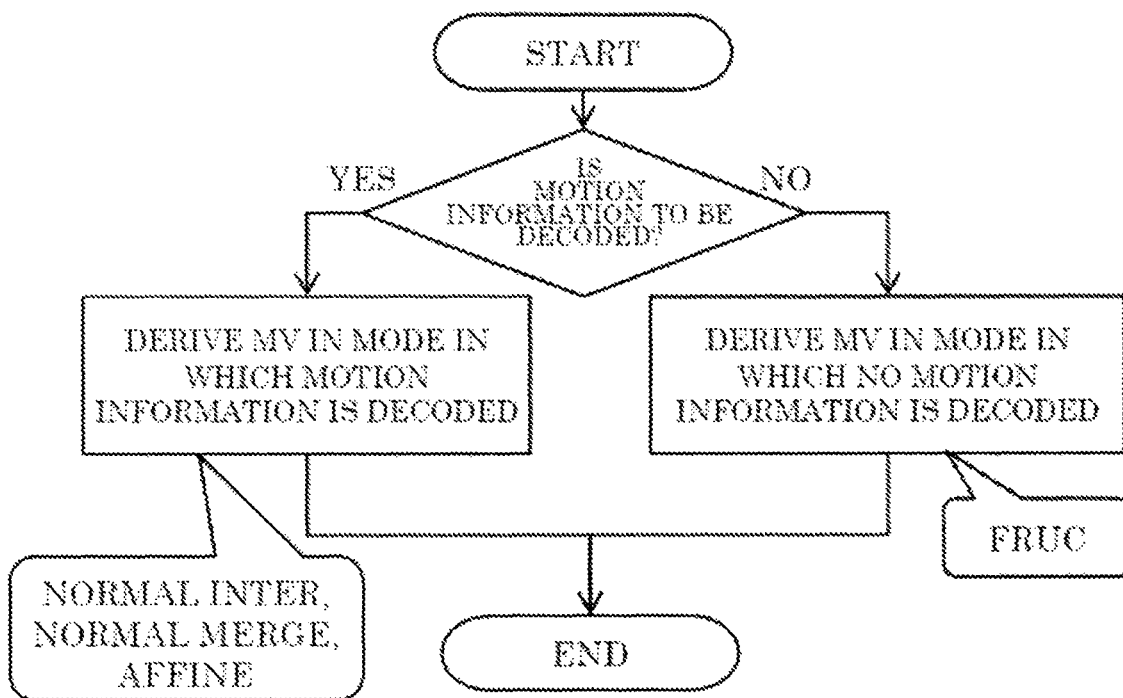 START
YES
IS
MOTION
INFORMATION TO BE
DECODED?
NO
DERIVE MV IN MODE IN
WHICH MOTION
INFORMATION IS DECODED
DERIVE MV IN MODE IN
WHICH NO MOTION
INFORMATION IS DECODED
NORMAL INTER,
NORMAL MERGE,
AFFINE
FRUC
END